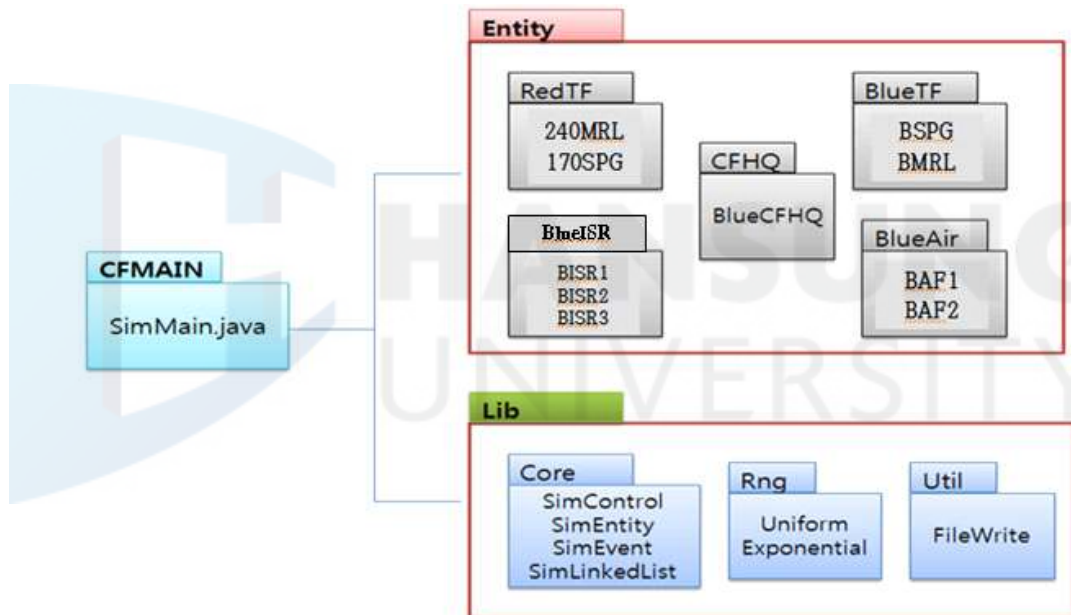 Entity
RedTF
240MRL
170SPG
CFHQ
BlueCFHQ
BlueTF
BSPG
BMRL
BlueISR
BISR1
BISR2
BISR3
BlueAir
BAF1
BAF2
CFMAIN
SimMain.java
HANSUNG
UNIVERSITY
Lib
Core
SimControl
SimEntity
SimEvent
SimLinkedList
Rng
Uniform
Exponential
Util
FileWrite